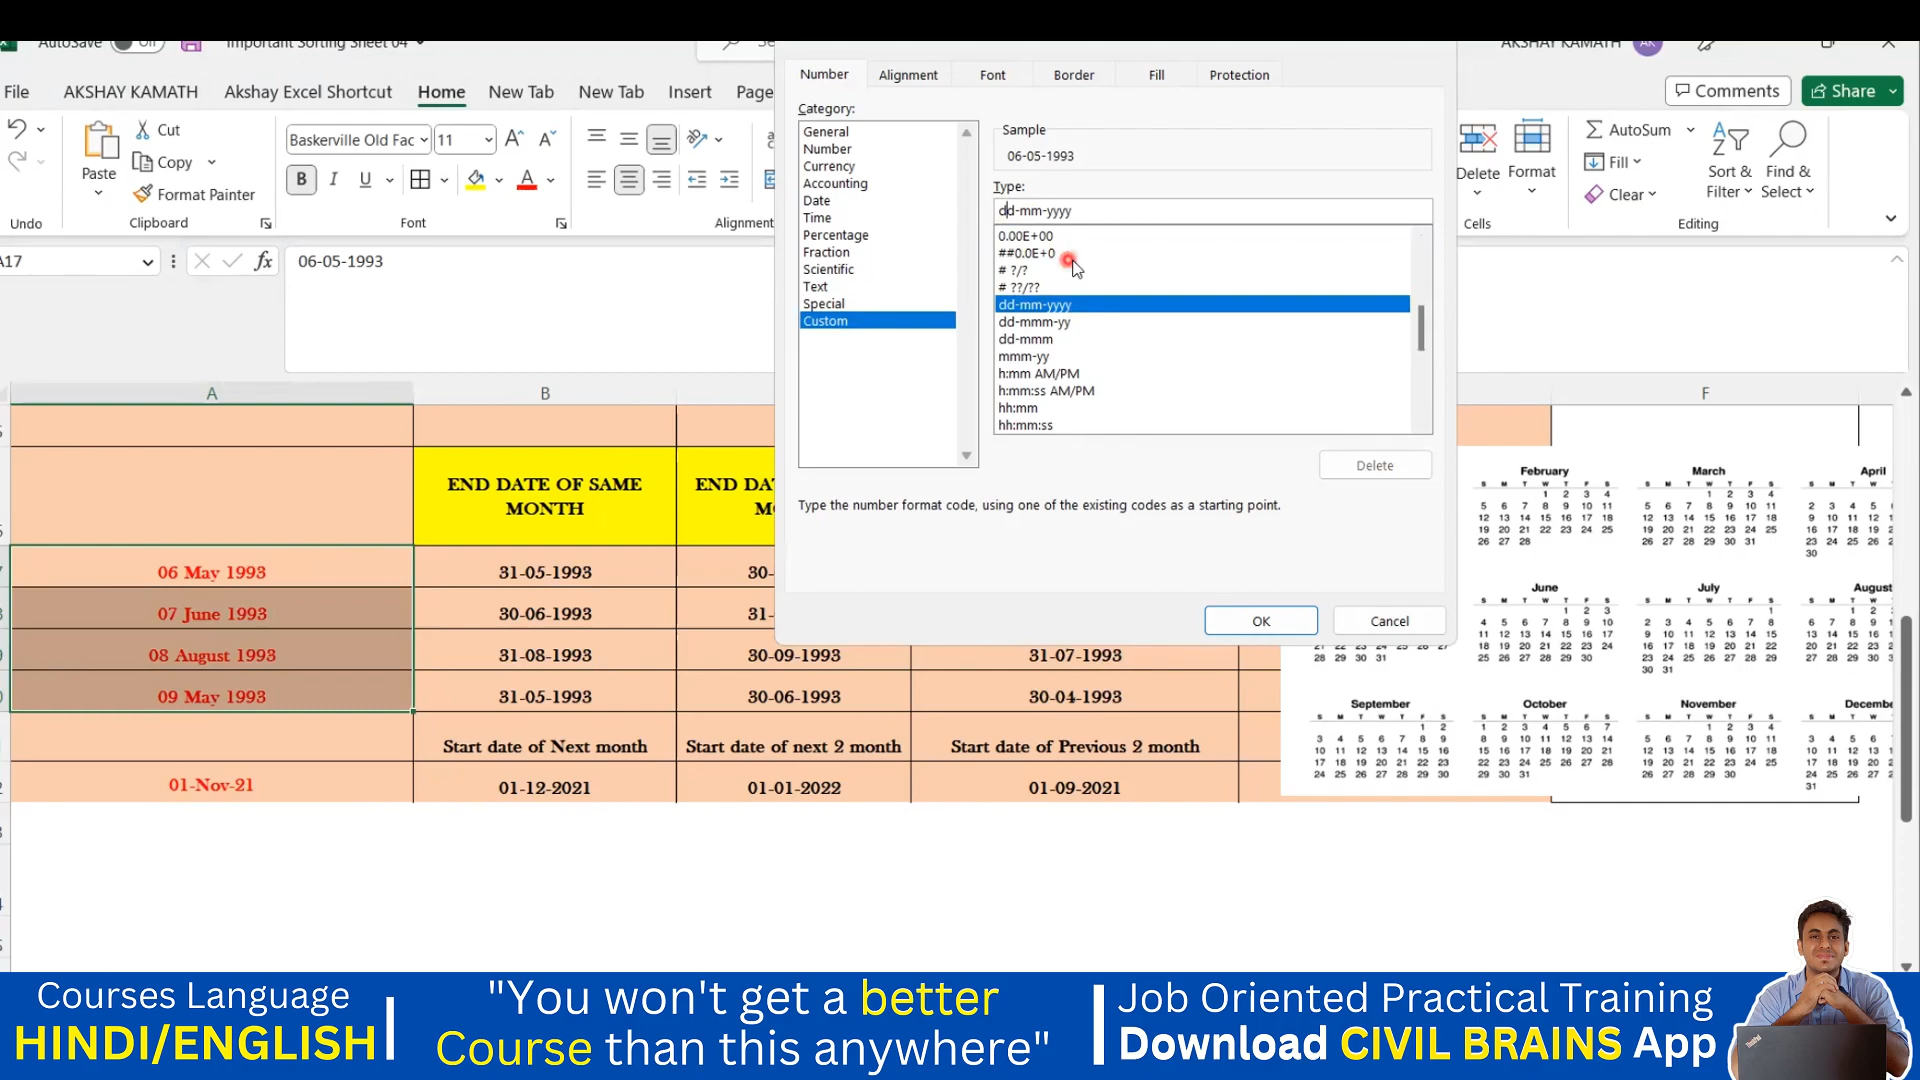 AutoSave Off Important Sorting Sheet 04 Se AKSHAY KAMATH AK
File AKSHAY KAMATH Akshay Excel Shortcut Home New Tab New Tab Insert Page
Comments Share
Cut
Copy
Paste Format Painter
Baskerville Old Fac 11
B I U A
AutoSum
Fill
Clear
Sort & Filter
Find & Select
Delete Format
Undo Clipboard Font Alignment Cells Editing
A17 fx 06-05-1993
Number Alignment Font Border Fill Protection
Category:
General
Number
Currency
Accounting
Date
Time
Percentage
Fraction
Scientific
Text
Special
Custom
Sample
06-05-1993
Type:
dd-mm-yyyy
0.00E+00
##0.0E+0
# ?/?
# ??/??
dd-mm-yyyy
dd-mmm-yy
dd-mmm
mmm-yy
h:mm AM/PM
h:mm:ss AM/PM
hh:mm
hh:mm:ss
Delete
Type the number format code, using one of the existing codes as a starting point.
OK Cancel
A B F
END DATE OF SAME
MONTH
END DA
M
06 May 1993 31-05-1993 30-
07 June 1993 30-06-1993 31-
08 August 1993 31-08-1993 30-09-1993 31-07-1993
09 May 1993 31-05-1993 30-06-1993 30-04-1993
Start date of Next month Start date of next 2 month Start date of Previous 2 month
01-Nov-21 01-12-2021 01-01-2022 01-09-2021
February March April
June July August
September October November Decemb
Courses Language
HINDI/ENGLISH
"You won't get a better
Course than this anywhere"
Job Oriented Practical Training
Download CIVIL BRAINS App
ThinkPad